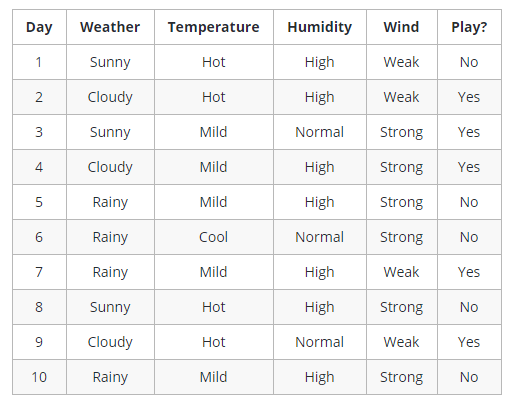 Day Weather Temperature Humidity Wind Play?
1 Sunny Hot High Weak No
2 Cloudy Hot High Weak Yes
3 Sunny Mild Normal Strong Yes
4 Cloudy Mild High Strong Yes
5 Rainy Mild High Strong No
6 Rainy Cool Normal Strong No
7 Rainy Mild High Weak Yes
8 Sunny Hot High Strong No
9 Cloudy Hot Normal Weak Yes
10 Rainy Mild High Strong No